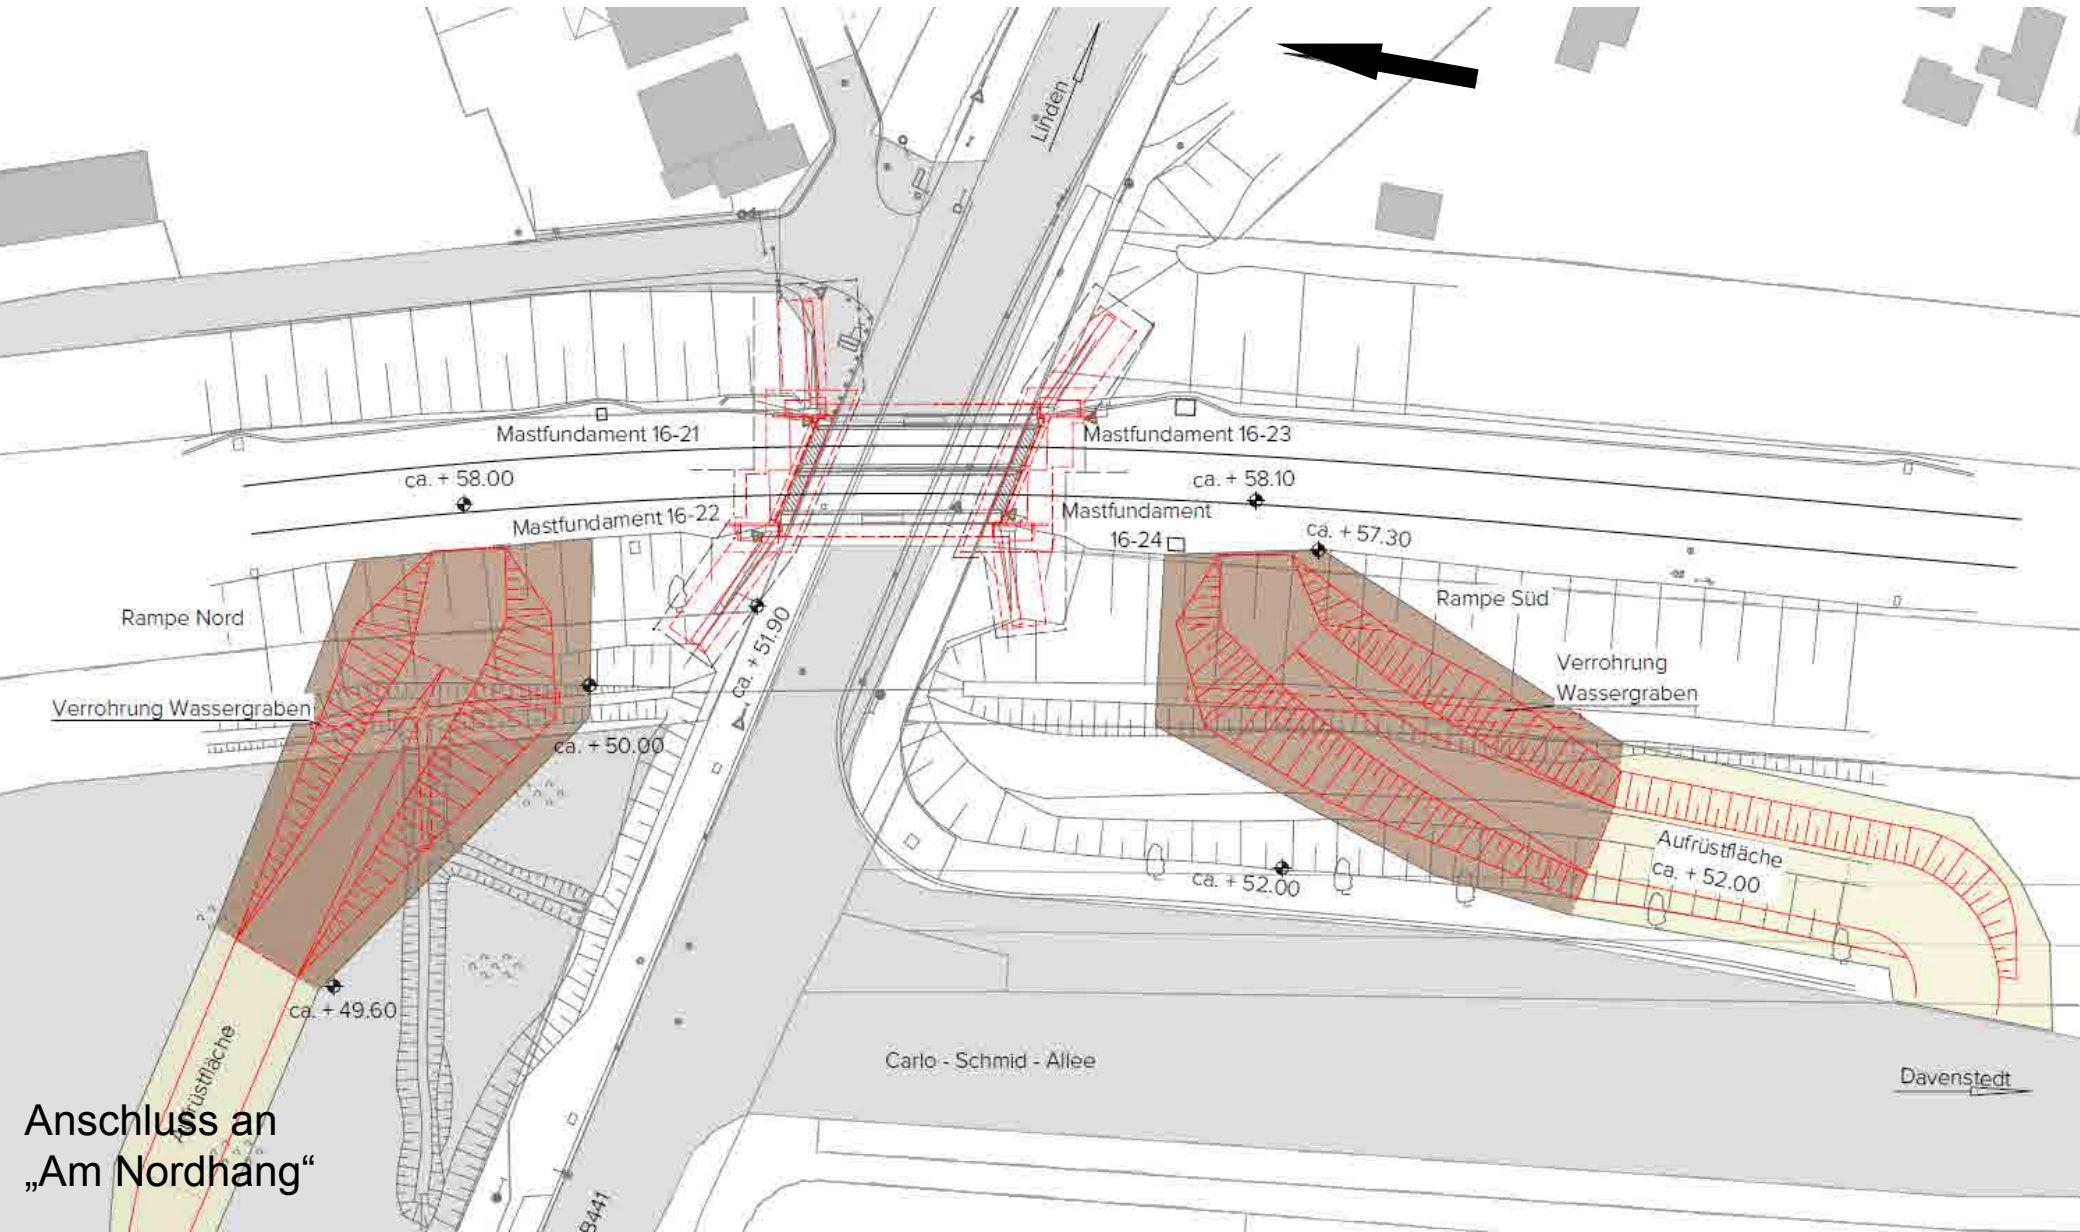 Linden
Mastfundament 16-21
Mastfundament 16-23
ca. + 58.00
ca. + 58.10
Mastfundament 16-22
Mastfundament
16-24
ca. + 57.30
Rampe Nord
Rampe Süd
ca. + 51.90
Verrohrung
Wassergraben
Verrohrung Wassergraben
ca. + 50.00
Aufrüstfläche
ca. + 52.00
ca. + 52.00
ca. + 49.60
Aufrüstfläche
Carlo - Schmid - Allee
Davenstedt
Anschluss an
„Am Nordhang“
B441